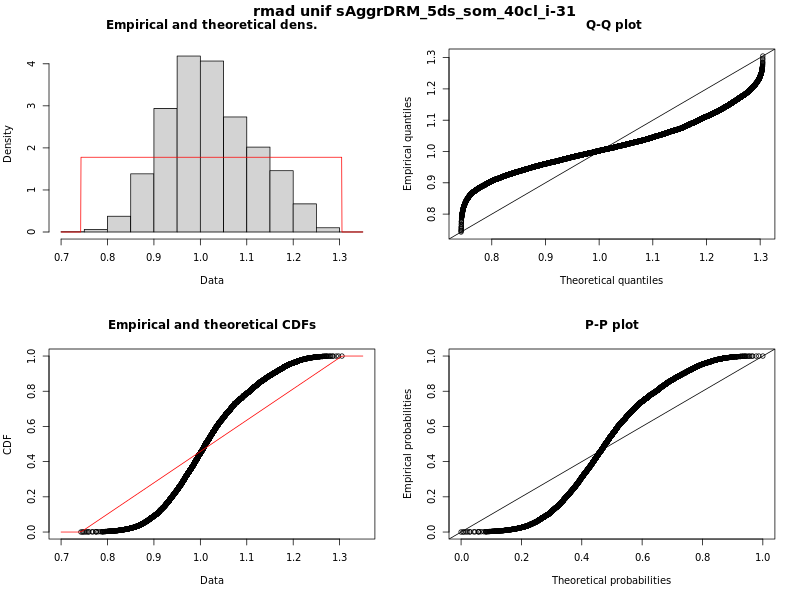 rmad unif sAggrDRM_5ds_som_40cl_i-31
Empirical and theoretical dens.
Density
0 1 2 3 4
0.7 0.8 0.9 1.0 1.1 1.2 1.3
Data
Q-Q plot
Empirical quantiles
0.8 0.9 1.0 1.1 1.2 1.3
0.8 0.9 1.0 1.1 1.2 1.3
Theoretical quantiles
Empirical and theoretical CDFs
CDF
0.0 0.2 0.4 0.6 0.8 1.0
0.7 0.8 0.9 1.0 1.1 1.2 1.3
Data
P-P plot
Empirical probabilities
0.0 0.2 0.4 0.6 0.8 1.0
0.0 0.2 0.4 0.6 0.8 1.0
Theoretical probabilities